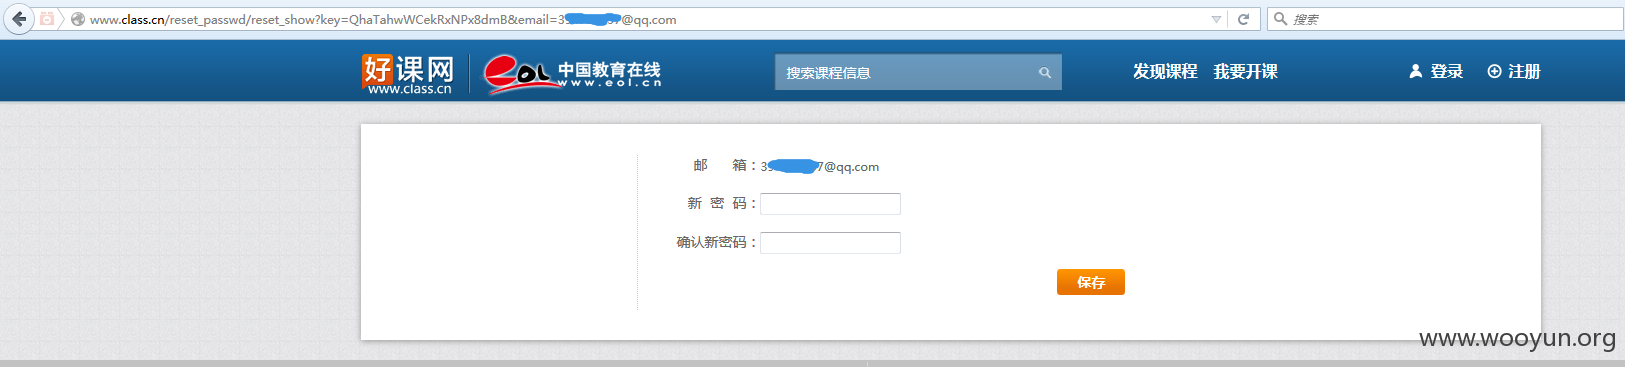 www.class.cn/reset_passwd/reset_show?key=QhaTahwWCekRxNPx8dmB&email=3 7@qq.com
搜索
好课网
www.class.cn
eol
中国教育在线
www.eol.cn
搜索课程信息
发现课程 我要开课
登录 注册
邮 箱：39 7@qq.com
新 密 码：
确认新密码：
保存
www.wooyun.org